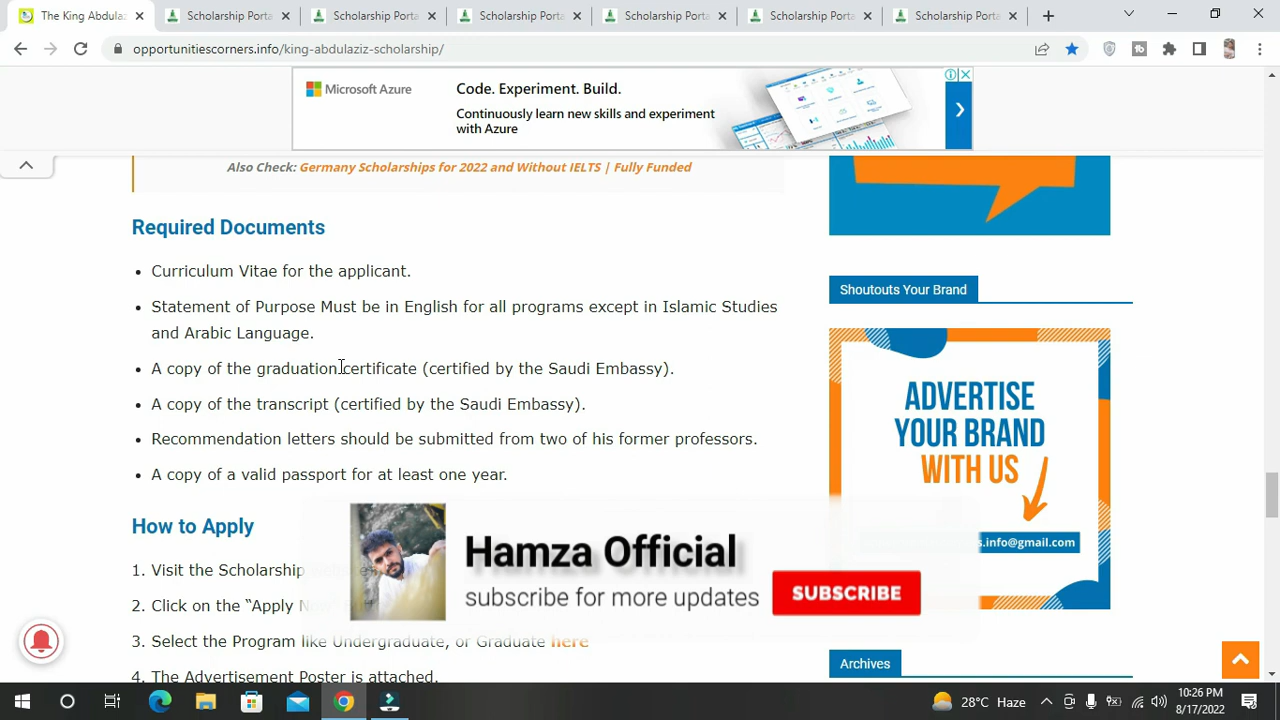 The King Abdulaz
Scholarship Porta
Scholarship Porta
Scholarship Porta
Scholarship Porta
Scholarship Porta
Scholarship Porta
opportunitiescorners.info/king-abdulaziz-scholarship/
Microsoft Azure
Code. Experiment. Build.
Continuously learn new skills and experiment
with Azure
Also Check: Germany Scholarships for 2022 and Without IELTS | Fully Funded
Required Documents
• Curriculum Vitae for the applicant.
• Statement of Purpose Must be in English for all programs except in Islamic Studies
and Arabic Language.
• A copy of the graduation certificate (certified by the Saudi Embassy).
• A copy of the transcript (certified by the Saudi Embassy).
• Recommendation letters should be submitted from two of his former professors.
• A copy of a valid passport for at least one year.
How to Apply
1. Visit the Scholarship
2. Click on the “Apply
3. Select the Program like Undergraduate, or Graduate here
4. The Advertisement Poster is attached.
Hamza Official
subscribe for more updates
SUBSCRIBE
Shoutouts Your Brand
ADVERTISE
YOUR BRAND
WITH US
s.info@gmail.com
Archives
28°C Haze
10:26 PM
8/17/2022